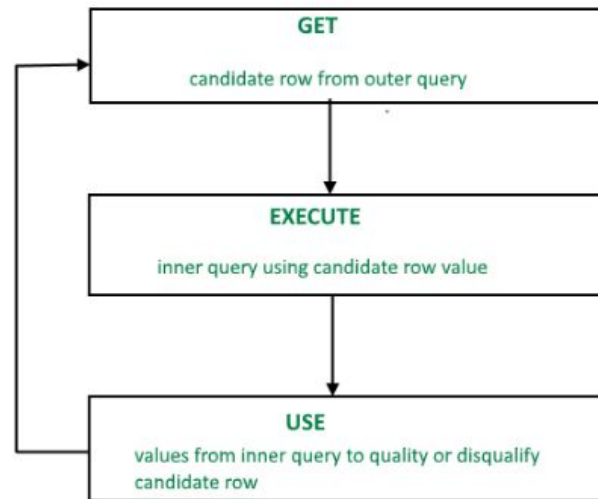 GET
candidate row from outer query
EXECUTE
inner query using candidate row value
USE
values from inner query to quality or disqualify
candidate row